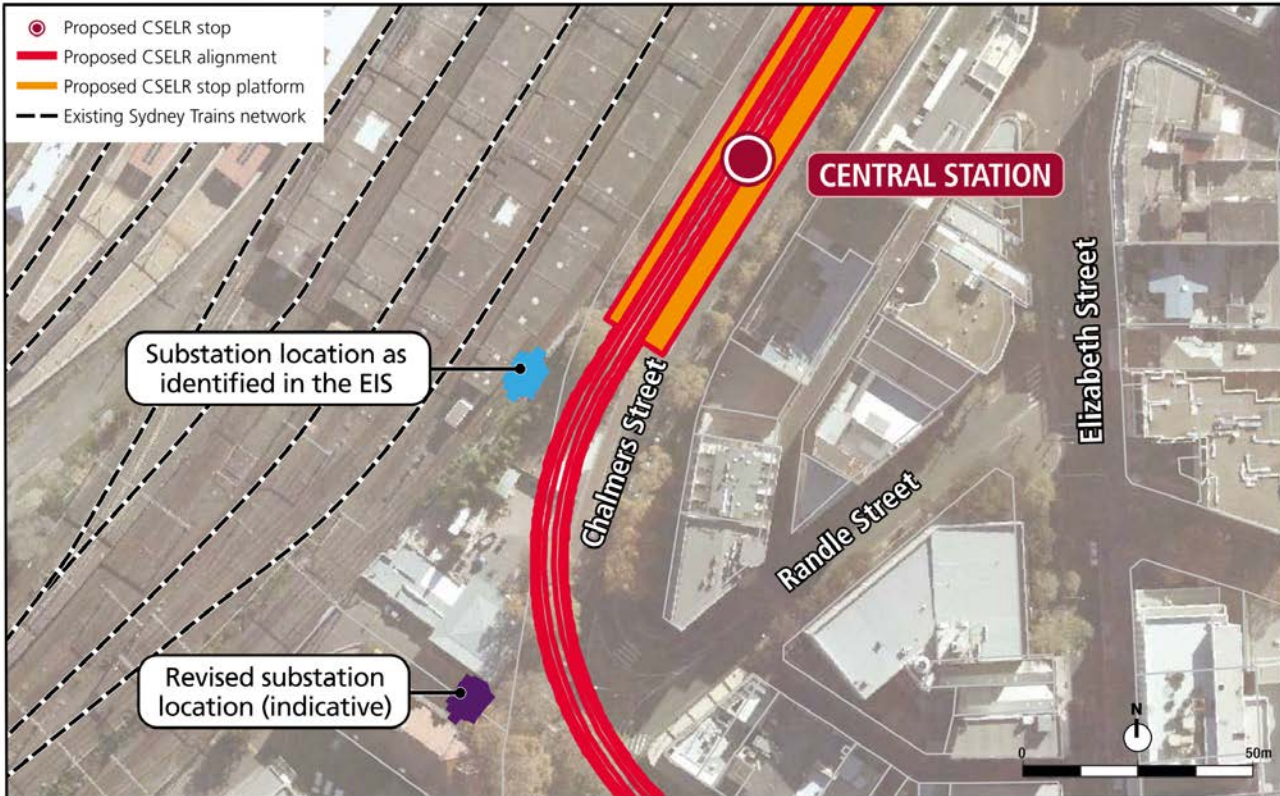 Proposed CSELR stop
Proposed CSELR alignment
Proposed CSELR stop platform
Existing Sydney Trains network
CENTRAL STATION
Substation location as
identified in the EIS
Chalmers Street
Elizabeth Street
Randle Street
Revised substation
location (indicative)
N
0 50m